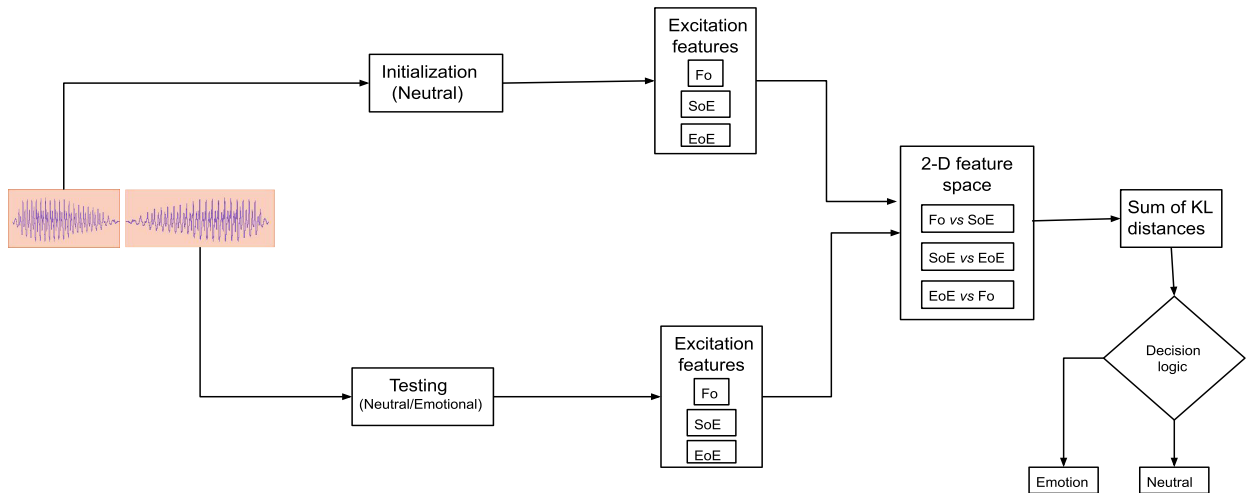 Initialization
(Neutral)
Excitation
features
Fo
SoE
EoE
Testing
(Neutral/Emotional)
Excitation
features
Fo
SoE
EoE
2-D feature
space
Fo vs SoE
SoE vs EoE
EoE vs Fo
Sum of KL
distances
Decision
logic
Emotion
Neutral